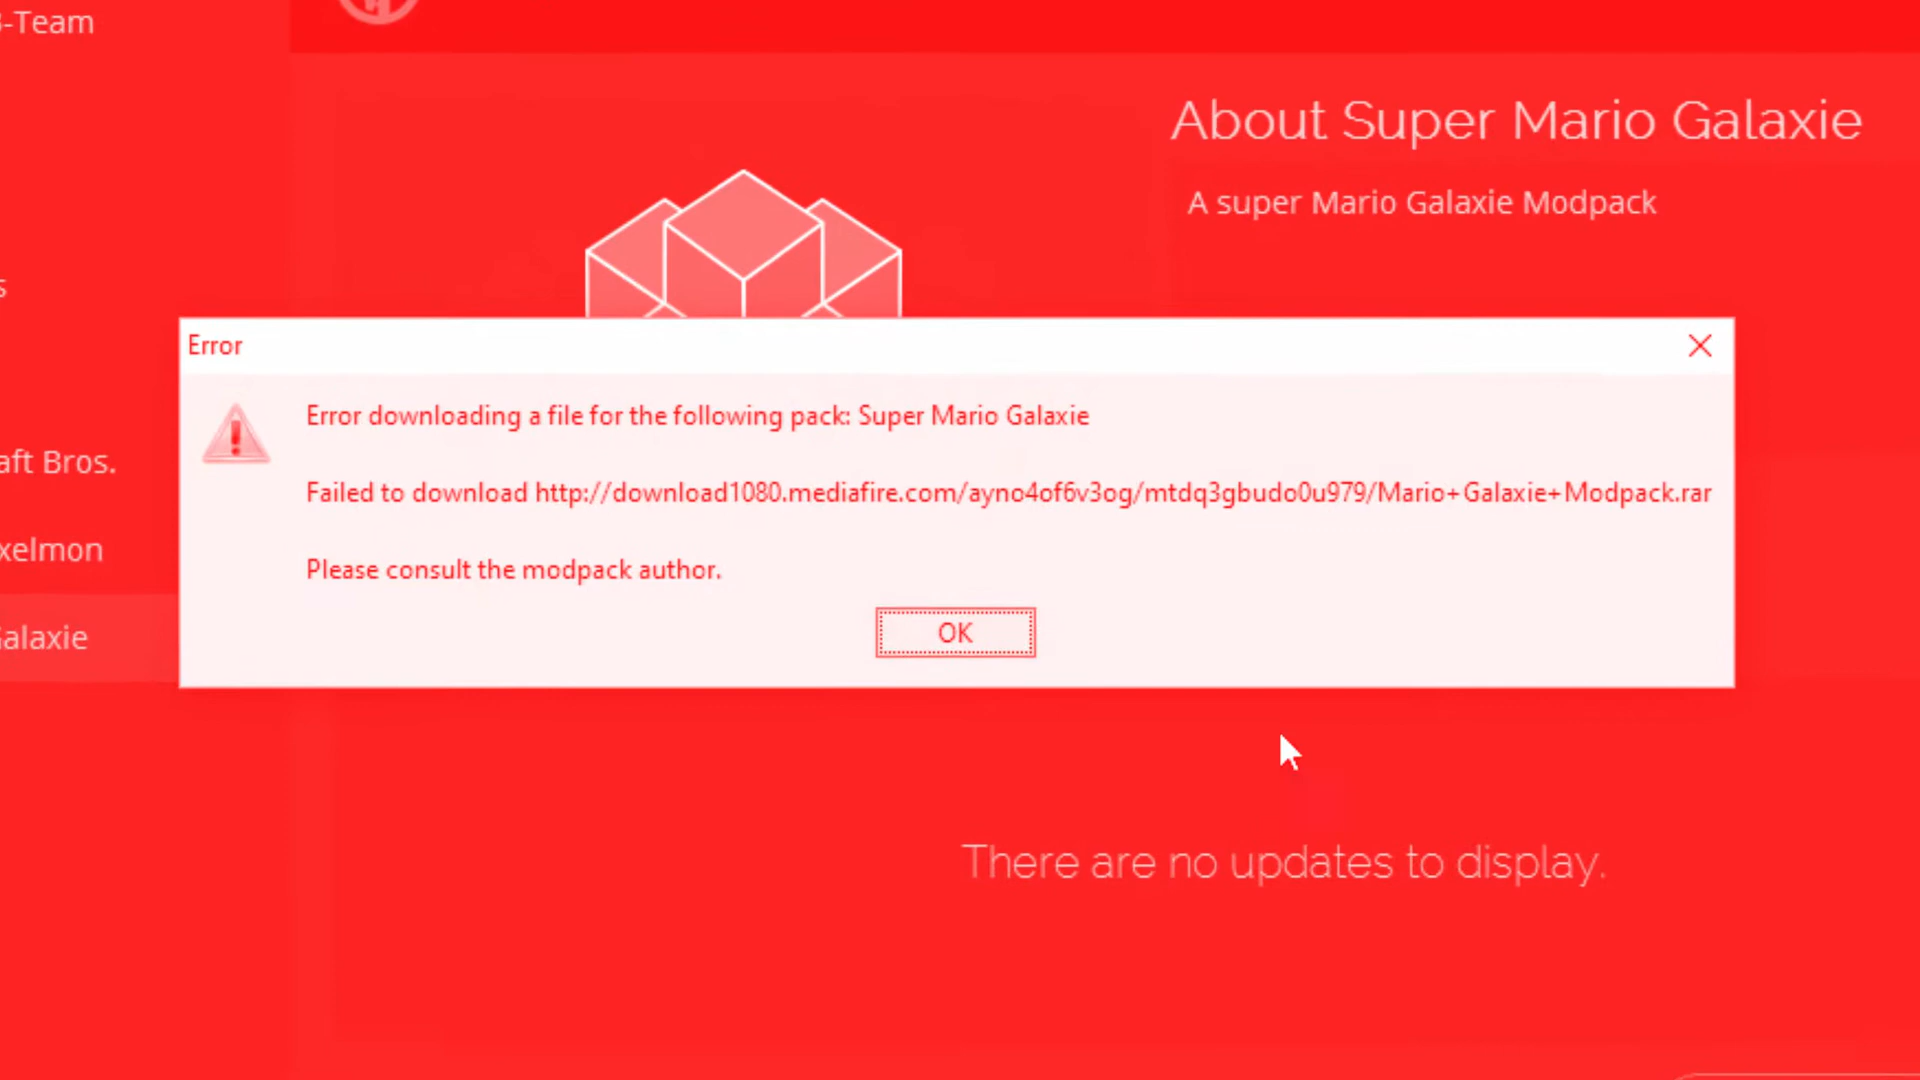 -Team
About Super Mario Galaxie
A super Mario Galaxie Modpack
s
Error
Error downloading a file for the following pack: Super Mario Galaxie
aft Bros.
Failed to download http://download1080.mediafire.com/ayno4of6v3og/mtdq3gbudo0u979/Mario+Galaxie+Modpack.rar
xelmon
Please consult the modpack author.
alaxie
OK
There are no updates to display.